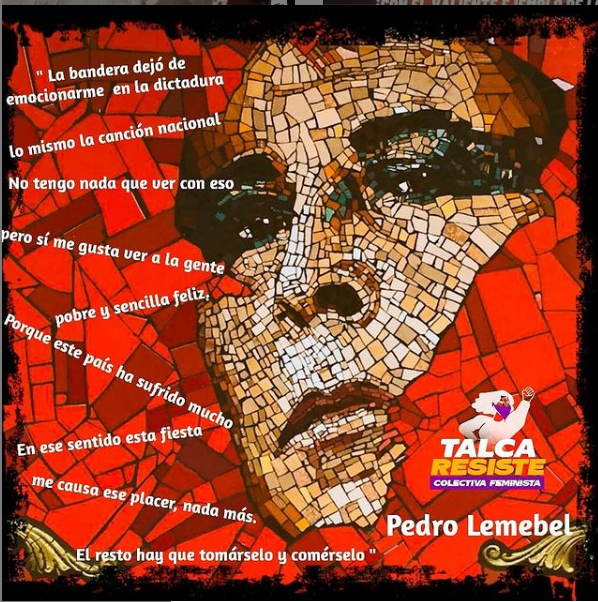 " La bandera dejó de
emocionarme en la dictadura
lo mismo la canción nacional
No tengo nada que ver con eso
pero sí me gusta ver a la gente
pobre y sencilla feliz,
Porque este país ha sufrido mucho
En ese sentido esta fiesta
me causa ese placer, nada más.
El resto hay que tomárselo y comérselo "
TALCA
RESISTE
COLECTIVA FEMINISTA
Pedro Lemebel